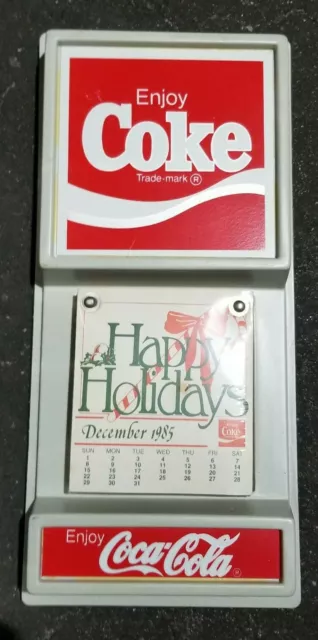 Enjoy
Coke
Trade-mark ®
Happy
Holidays
December 1985
Coke
SUN MON TUE WED THU FRI SAT
1 2 3 4 5 6 7
8 9 10 11 12 13 14
15 16 17 18 19 20 21
22 23 24 25 26 27 28
29 30 31
Enjoy
Coca-Cola ®